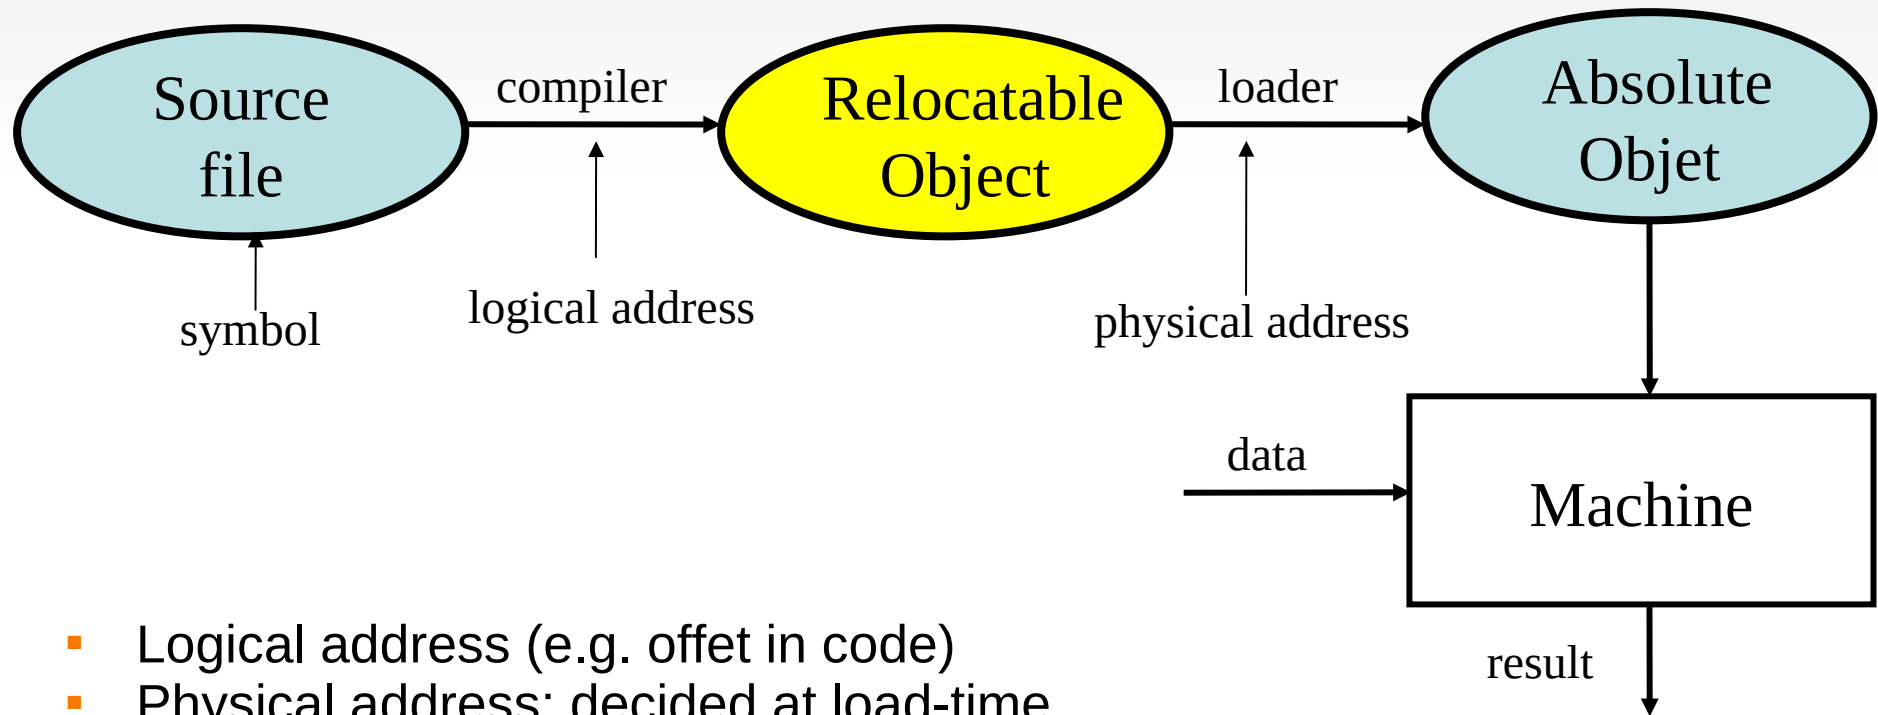 Source
file
compiler
Relocatable
Object
loader
Absolute
Objet
symbol
logical address
physical address
data
Machine
result
Logical address (e.g. offet in code)
Physical address: decided at load-time